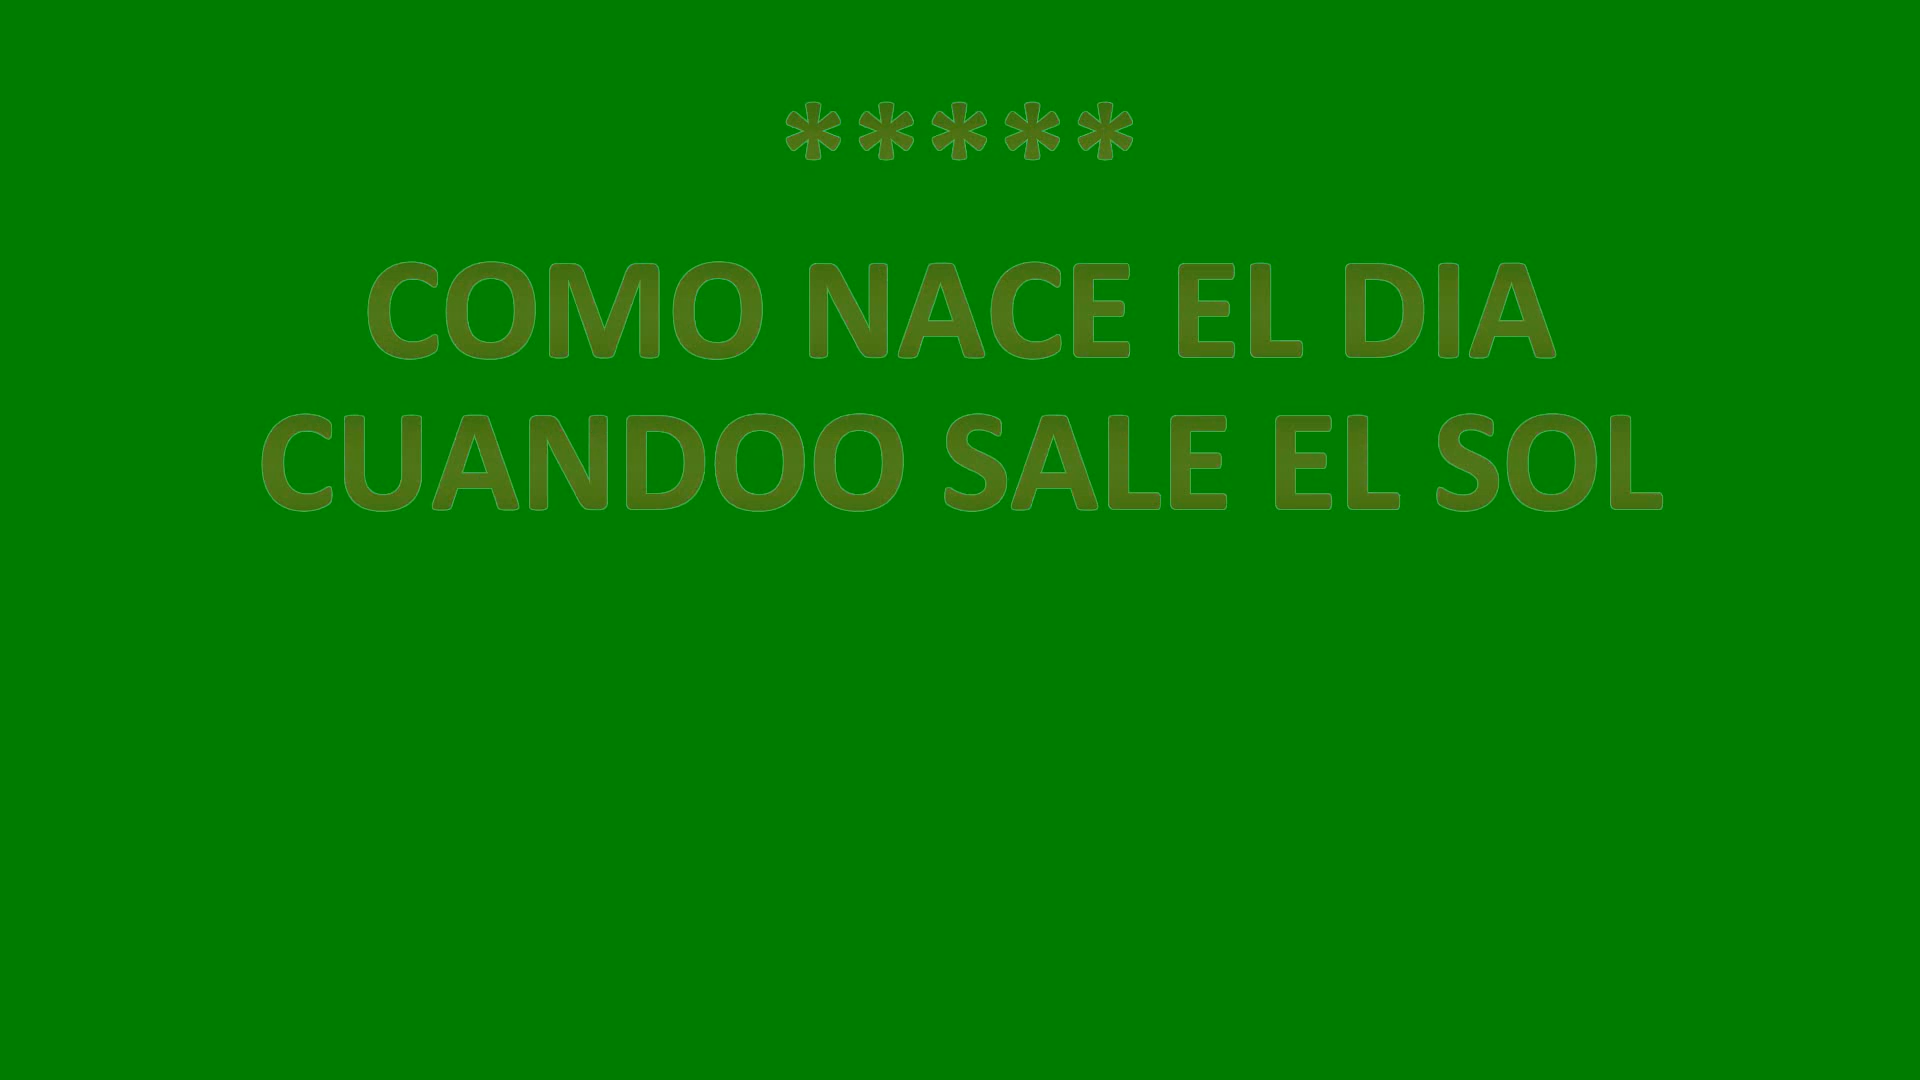 *****
COMO NACE EL DIA
CUANDOO SALE EL SOL